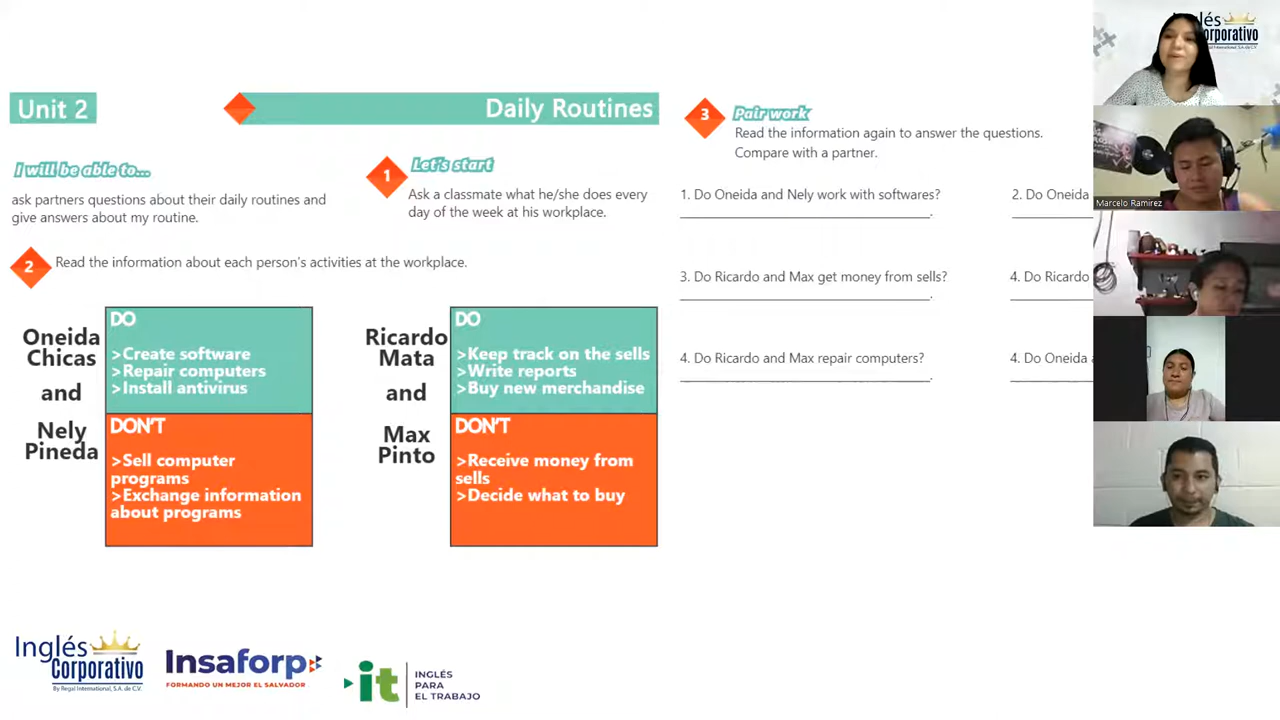 Unit 2
Daily Routines
I will be able to...
ask partners questions about their daily routines and
give answers about my routine.
1
Let's start
Ask a classmate what he/she does every
day of the week at his workplace.
2
Read the information about each person's activities at the workplace.
Oneida
Chicas
and
Nely
Pineda
DO
>Create software
>Repair computers
>Install antivirus
DON'T
>Sell computer
programs
>Exchange information
about programs
Ricardo
Mata
and
Max
Pinto
DO
>Keep track on the sells
>Write reports
>Buy new merchandise
DON'T
>Receive money from
sells
>Decide what to buy
3
Pair work
Read the information again to answer the questions.
Compare with a partner.
1. Do Oneida and Nely work with softwares?
2. Do Oneida
3. Do Ricardo and Max get money from sells?
4. Do Ricardo
4. Do Ricardo and Max repair computers?
4. Do Oneida
Inglés
Corporativo
By Regal International, S.A. de C.V.
Insaforp
FORMANDO UN MEJOR EL SALVADOR
it
INGLÉS
PARA
EL TRABAJO
Marcelo Ramirez